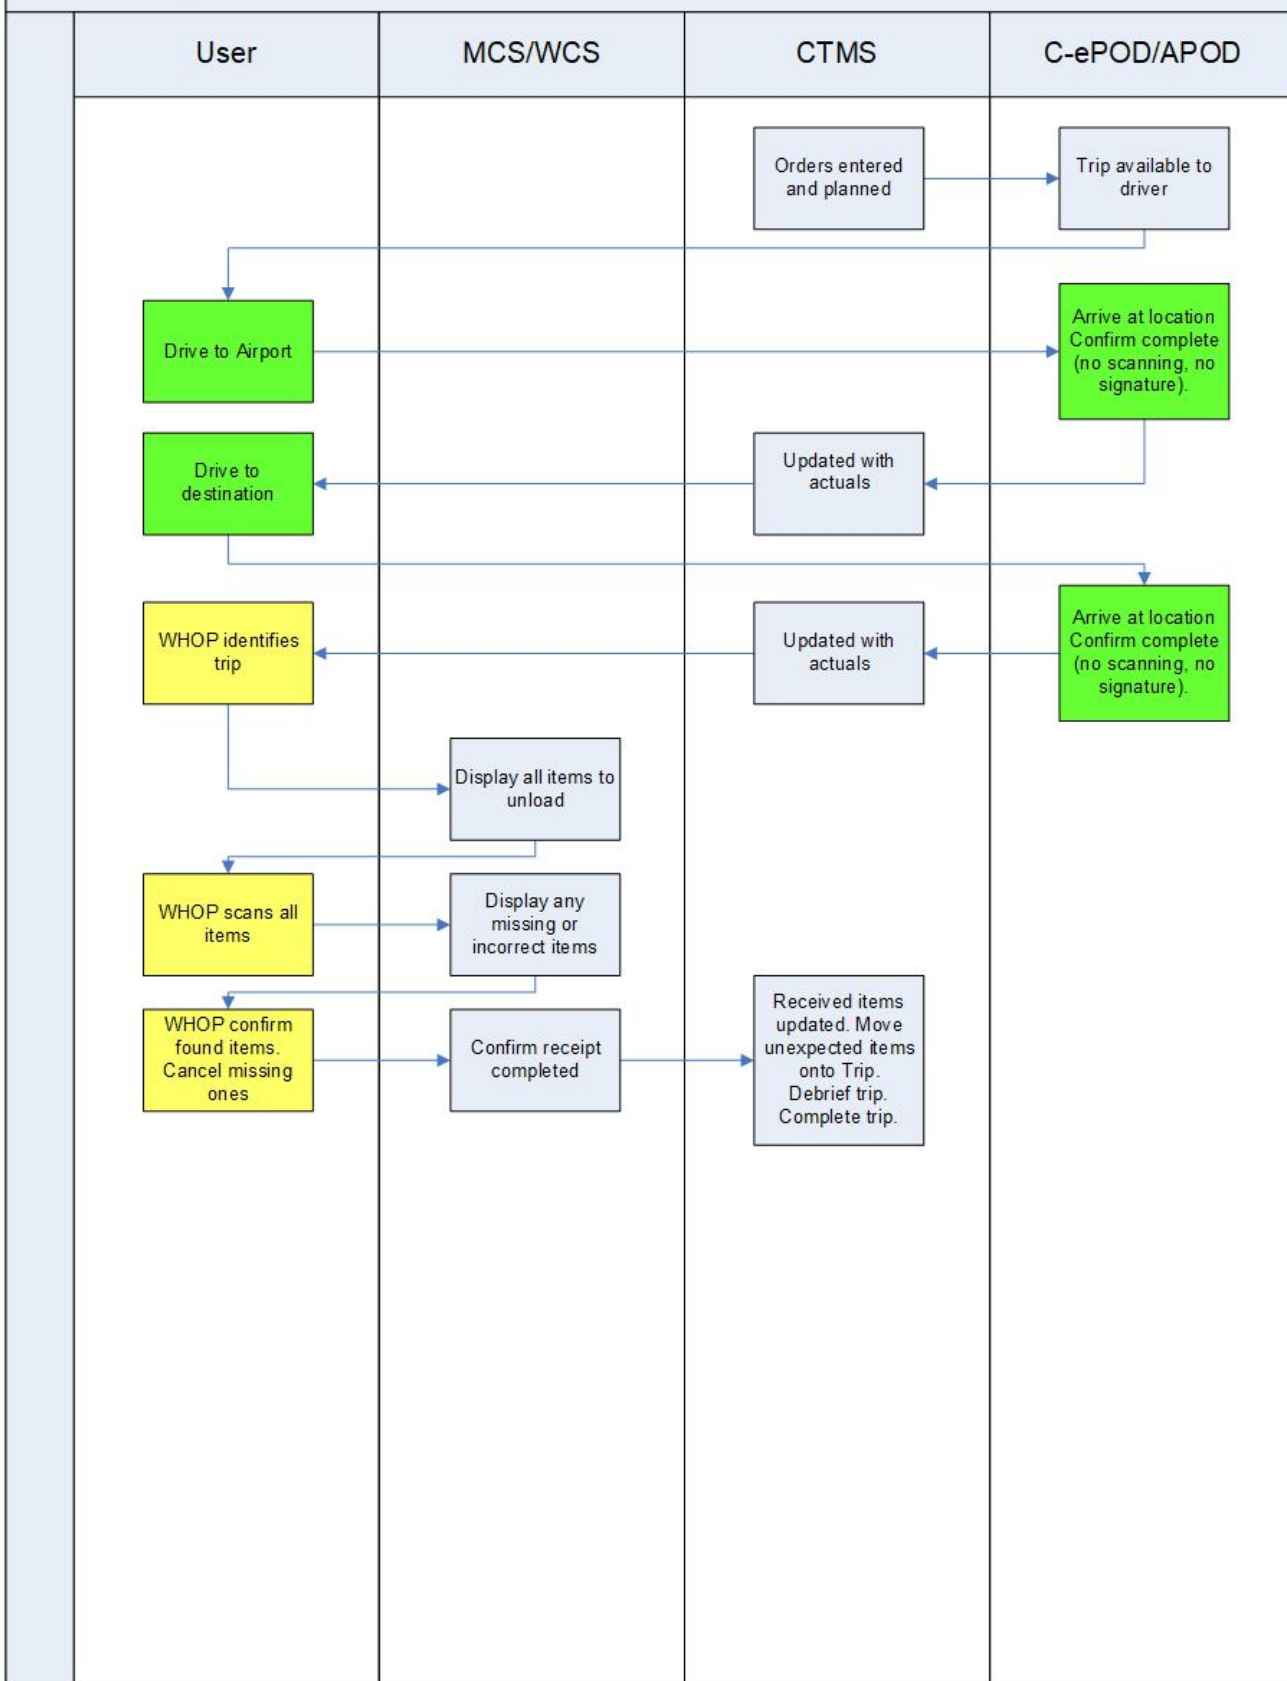 User
MCS/WCS
CTMS
C-ePOD/APOD
Orders entered
and planned
Trip available to
driver
Drive to Airport
Arrive at location
Confirm complete
(no scanning, no
signature).
Drive to
destination
Updated with
actuals
WHOP identifies
trip
Updated with
actuals
Arrive at location
Confirm complete
(no scanning, no
signature).
Display all items to
unload
WHOP scans all
items
Display any
missing or
incorrect items
WHOP confirm
found items.
Cancel missing
ones
Confirm receipt
completed
Received items
updated. Move
unexpected items
onto Trip.
Debrief trip.
Complete trip.